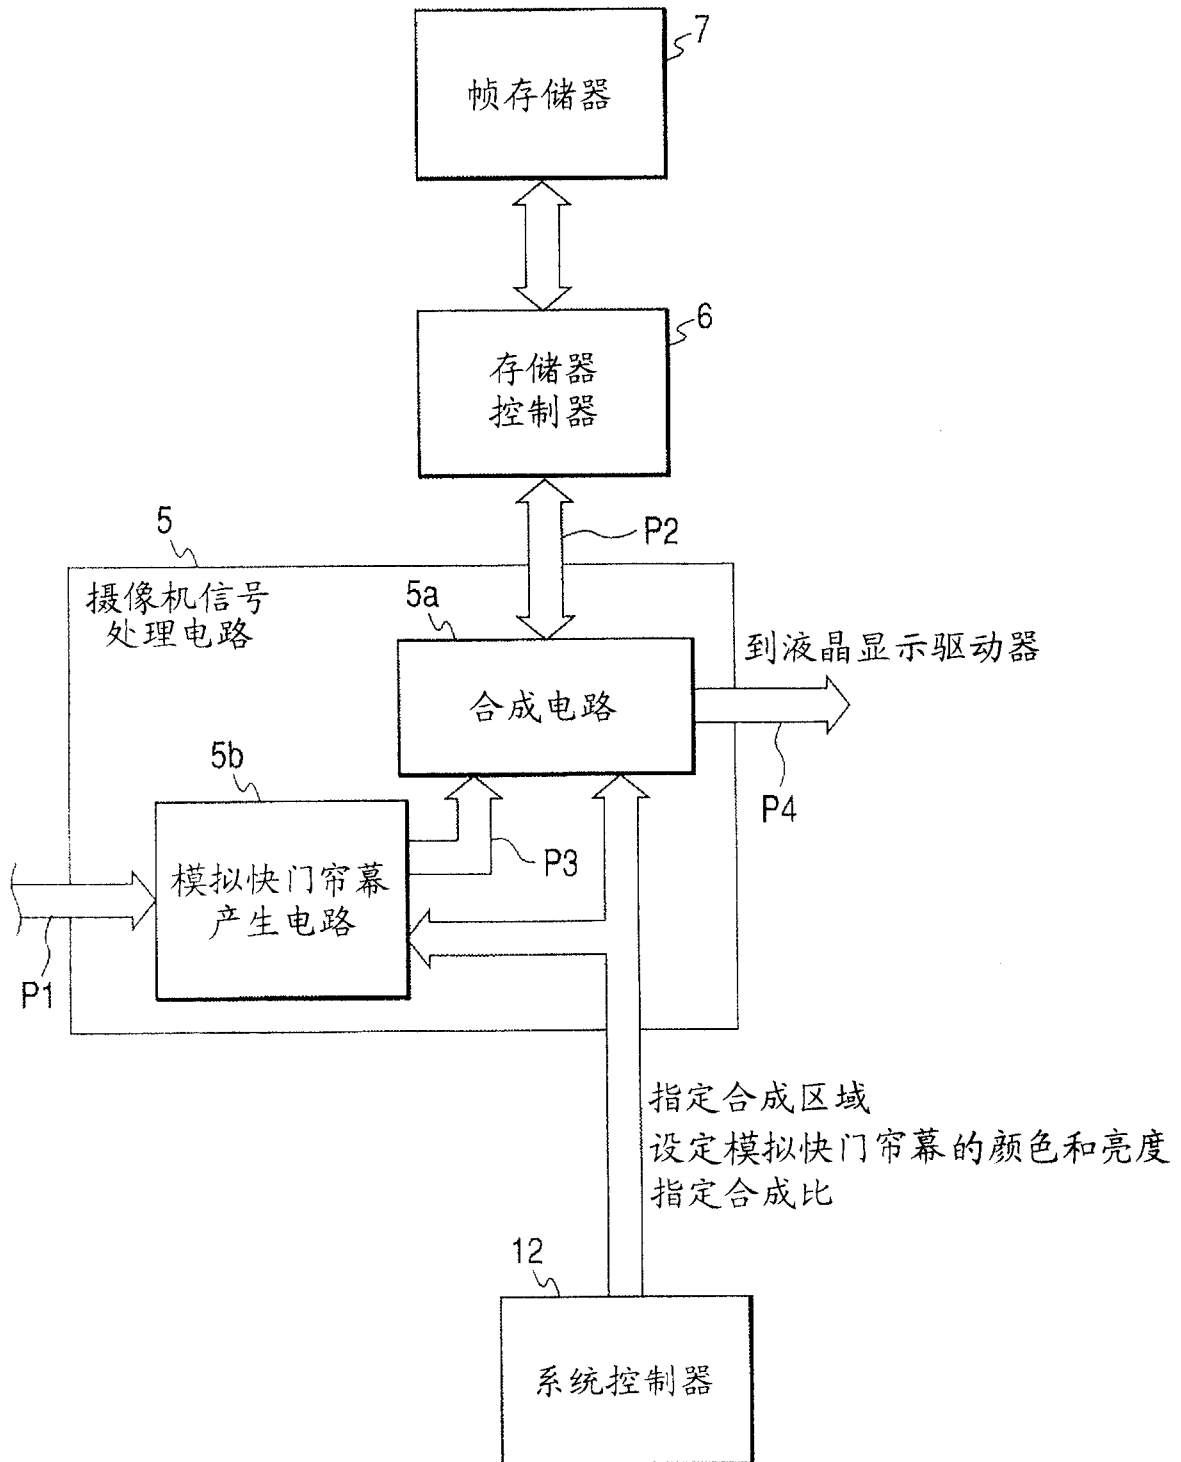 7
帧存储器
6
存储器
控制器
P2
5
摄像机信号
处理电路
5a
合成电路
到液晶显示驱动器
P4
5b
模拟快门帘幕
产生电路
P3
P1
指定合成区域
设定模拟快门帘幕的颜色和亮度
指定合成比
12
系统控制器